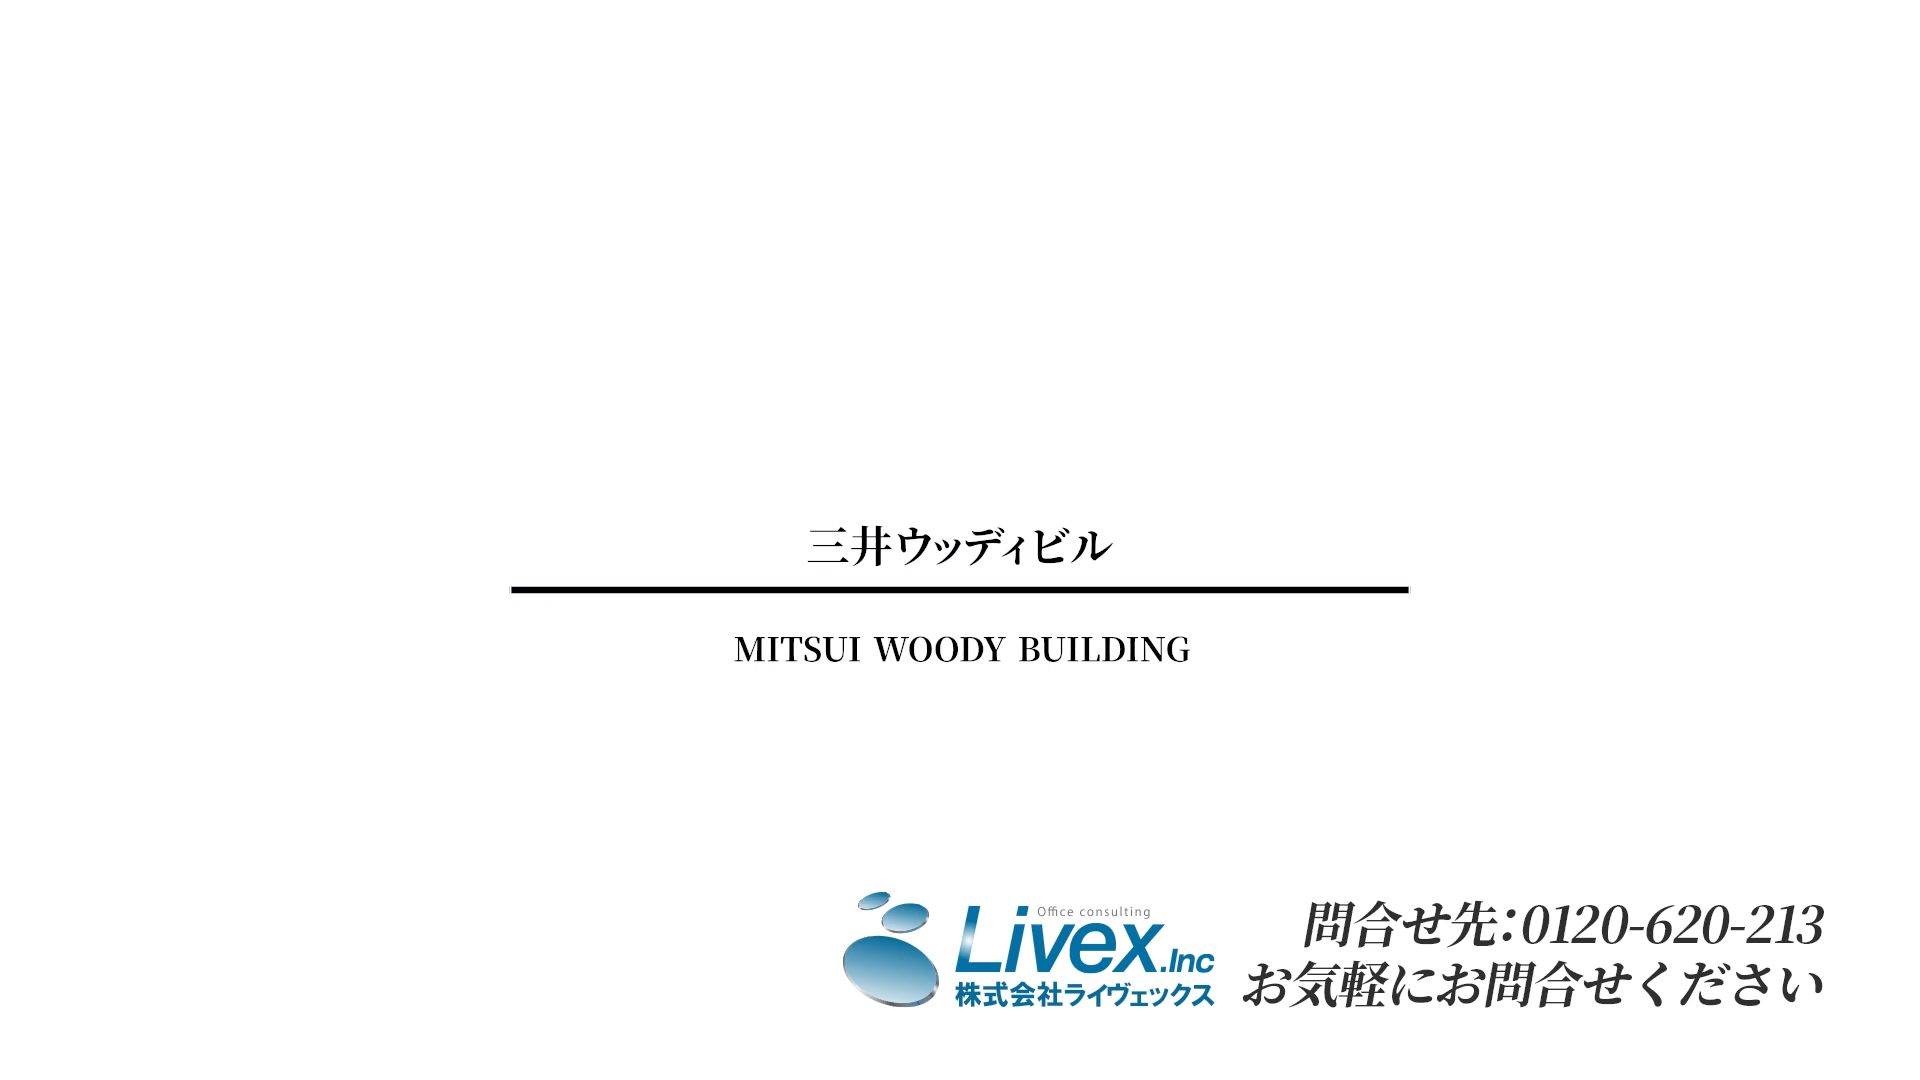 三井ウッディビル
MITSUI WOODY BUILDING
Office consulting
Livex.Inc
株式会社ライヴェックス
問合せ先：0120-620-213
お気軽にお問合せください